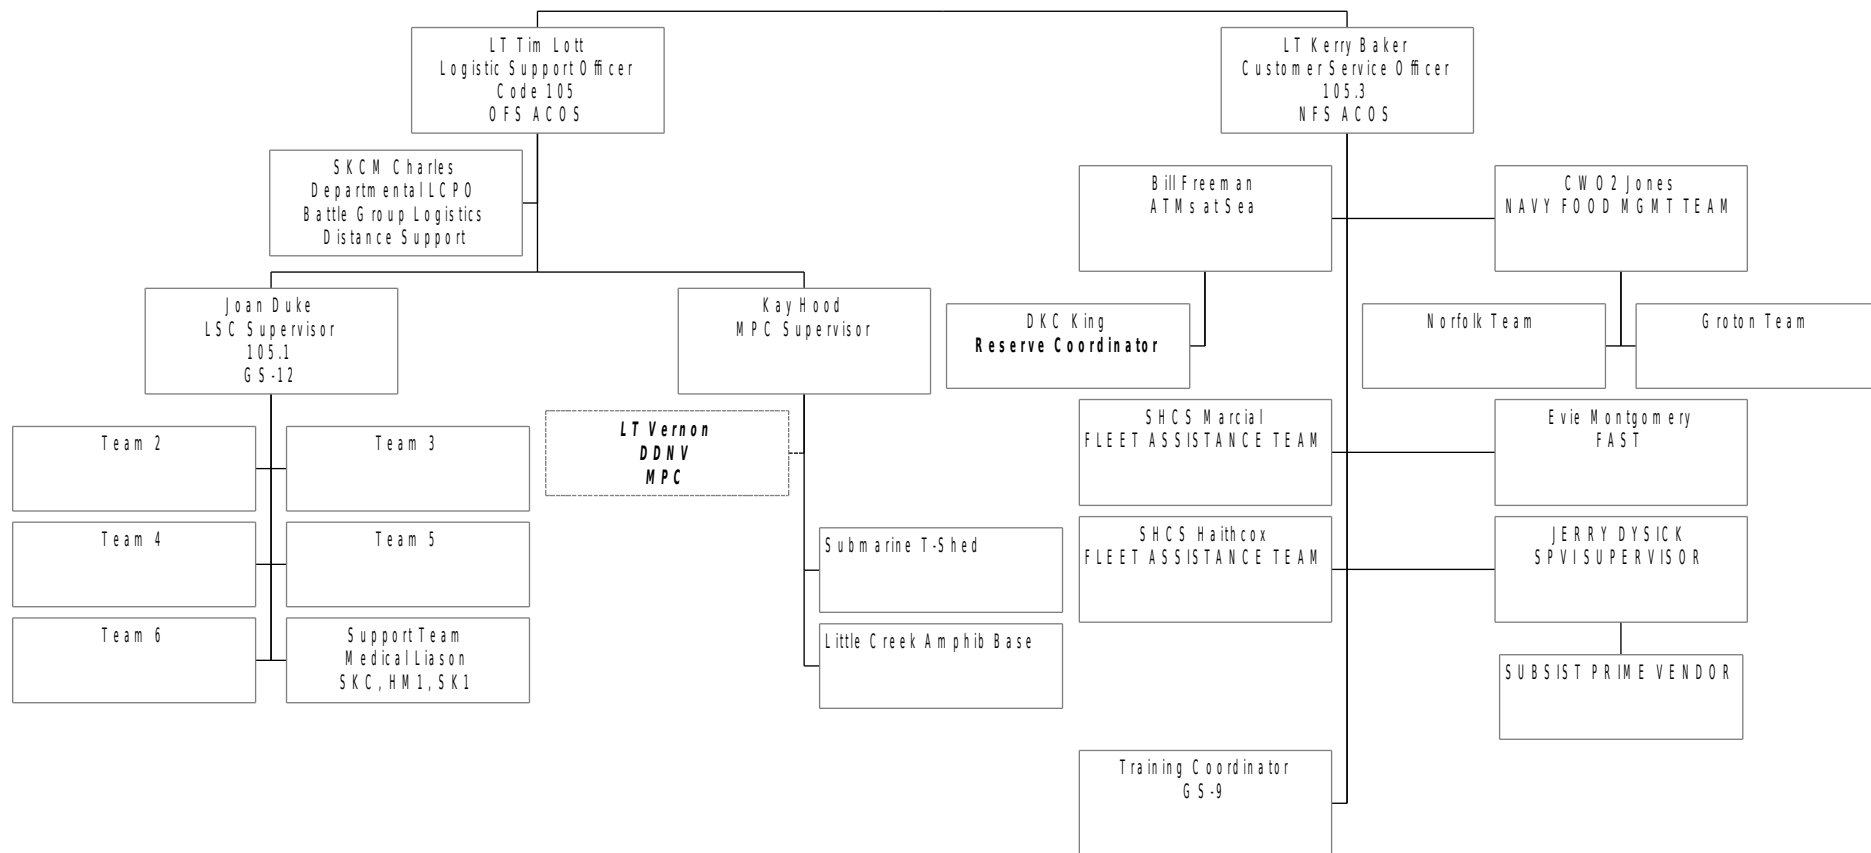 LT Tim Lott
Logistic Support Officer
Code 105
OFS ACOS
LT Kerry Baker
Customer Service Officer
105.3
NFS ACOS
SKCM Charles
Departmental LCPO
Battle Group Logistics
Distance Support
Bill Freeman
ATMs at Sea
CWO2 Jones
NAVY FOOD MGMT TEAM
Joan Duke
LSC Supervisor
105.1
GS-12
Kay Hood
MPC Supervisor
DKC King
Reserve Coordinator
Norfolk Team
Groton Team
LT Vernon
DDNV
MPC
SHCS Marcial
FLEET ASSISTANCE TEAM
Evie Montgomery
FAST
Team 2
Team 3
Team 4
Team 5
Submarine T-Shed
SHCS Haithcox
FLEET ASSISTANCE TEAM
JERRY DYSICK
SPVI SUPERVISOR
Team 6
Support Team
Medical Liason
SKC, HM1, SK1
Little Creek Amphib Base
SUBSIST PRIME VENDOR
Training Coordinator
GS-9